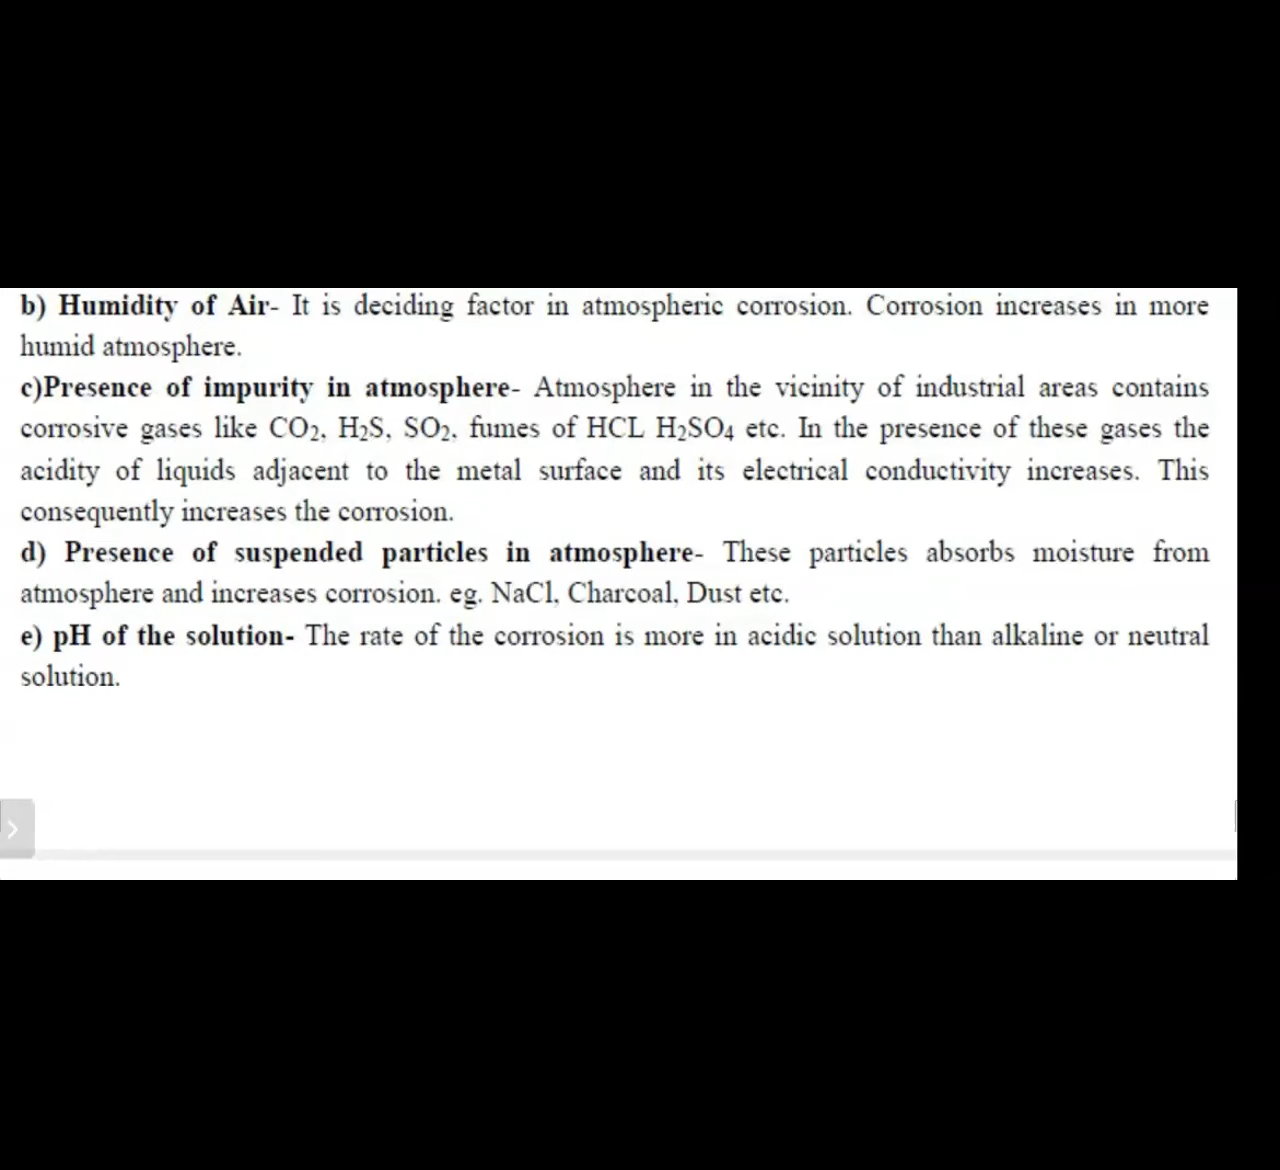 b) Humidity of Air- It is deciding factor in atmospheric corrosion. Corrosion increases in more
humid atmosphere.
c)Presence of impurity in atmosphere- Atmosphere in the vicinity of industrial areas contains
corrosive gases like CO₂, H₂S, SO₂, fumes of HCL H₂SO₄ etc. In the presence of these gases the
acidity of liquids adjacent to the metal surface and its electrical conductivity increases. This
consequently increases the corrosion.
d) Presence of suspended particles in atmosphere- These particles absorbs moisture from
atmosphere and increases corrosion. eg. NaCl, Charcoal, Dust etc.
e) pH of the solution- The rate of the corrosion is more in acidic solution than alkaline or neutral
solution.